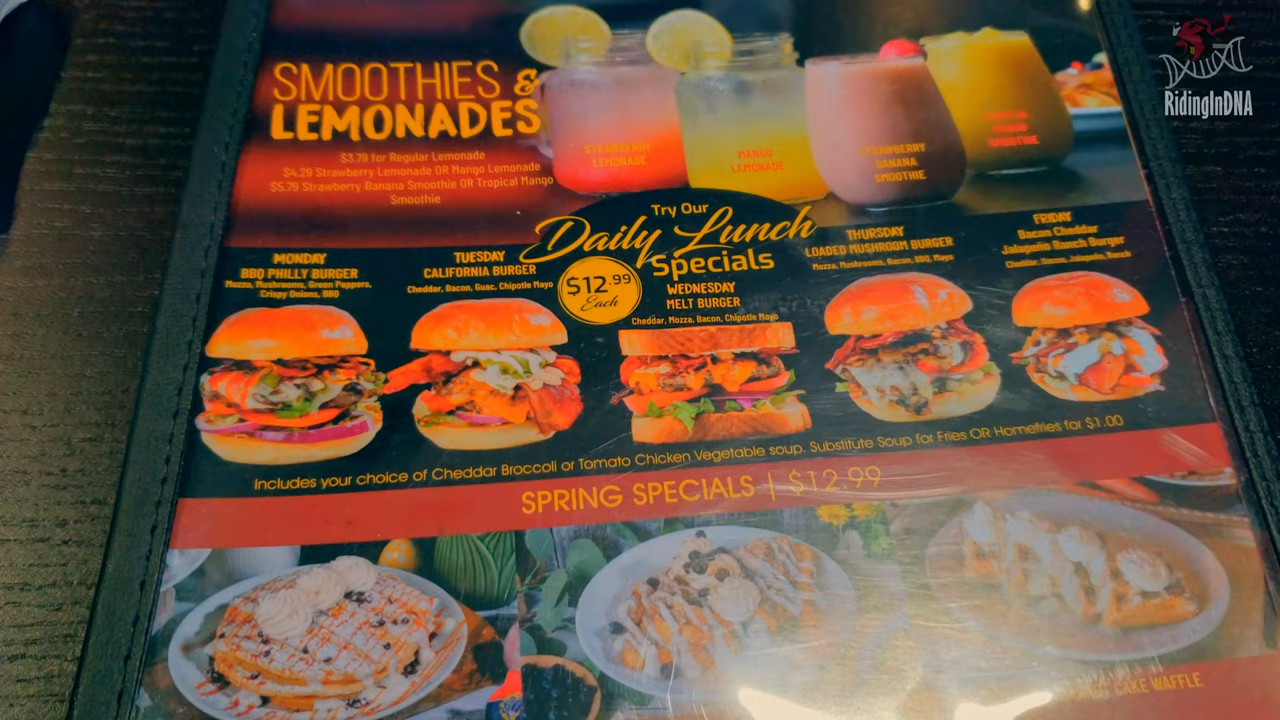 RidingInDNA
SMOOTHIES &
LEMONADES
$3.79 for Regular Lemonade
$4.29 Strawberry Lemonade OR Mango Lemonade
$5.79 Strawberry Banana Smoothie OR Tropical Mango
Smoothie
STRAWBERRY
LEMONADE
MANGO
LEMONADE
STRAWBERRY
BANANA
SMOOTHIE
SMOOTHIE
Try Our
Daily Lunch
Specials
$12.99
Each
MONDAY
BBQ PHILLY BURGER
Mozza, Mushrooms, Green Peppers,
Crispy Onions, BBQ
TUESDAY
CALIFORNIA BURGER
Cheddar, Bacon, Guac, Chipotle Mayo
WEDNESDAY
MELT BURGER
Cheddar, Mozza, Bacon, Chipotle Mayo
THURSDAY
LOADED MUSHROOM BURGER
Mozza, Mushrooms, Bacon, BBQ, Mayo
FRIDAY
Bacon Cheddar
Jalapeño Ranch Burger
Cheddar, Bacon, Jalapeño, Ranch
Includes your choice of Cheddar Broccoli or Tomato Chicken Vegetable soup. Substitute Soup for Fries OR Homefries for $1.00
SPRING SPECIALS | $12.99
CAKE WAFFLE